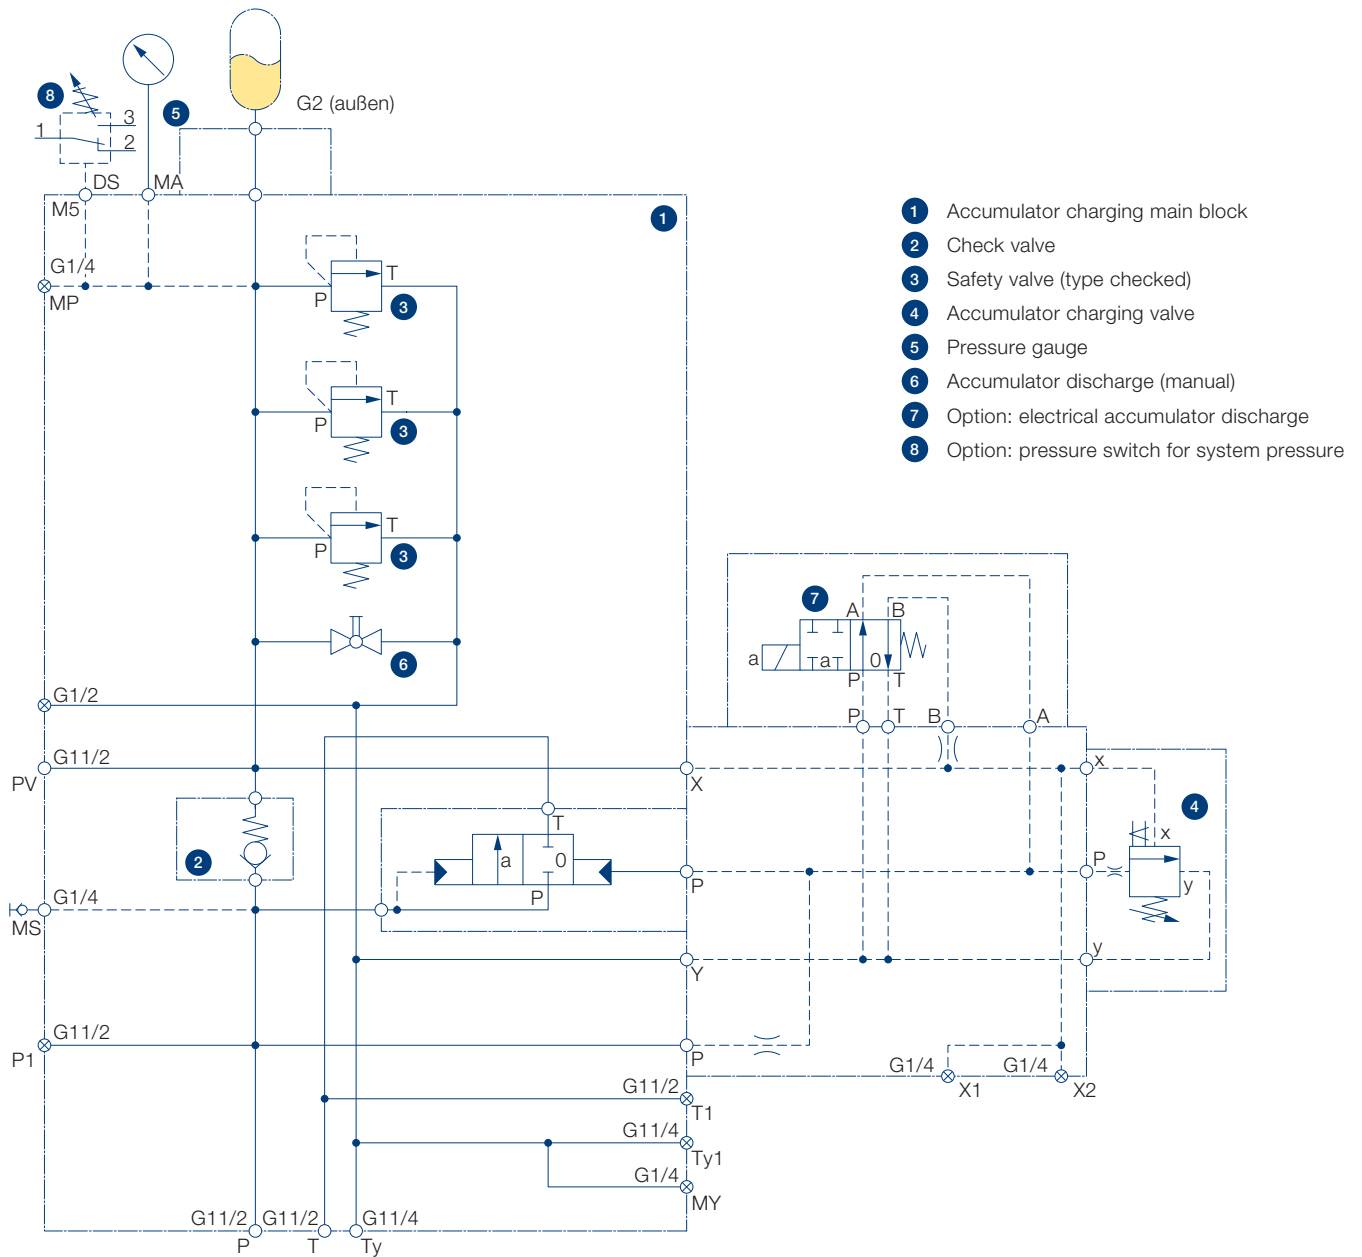 G2 (außen)
8
5
3
1
2
DS
MA
M5
1
G1/4
MP
T
P
3
T
P
3
T
P
3
6
G1/2
G11/2
PV
X
2
T
a
0
P
P
G1/4
MS
Y
G11/2
P1
P
G11/2
T1
G11/4
Ty1
G1/4
MY
G11/2
G11/2
G11/4
P
T
Ty
1 Accumulator charging main block
2 Check valve
3 Safety valve (type checked)
4 Accumulator charging valve
5 Pressure gauge
6 Accumulator discharge (manual)
7 Option: electrical accumulator discharge
8 Option: pressure switch for system pressure
7
A
B
a
a
0
P
T
P
T
B
A
x
4
x
P
y
y
G1/4
G1/4
X1
X2